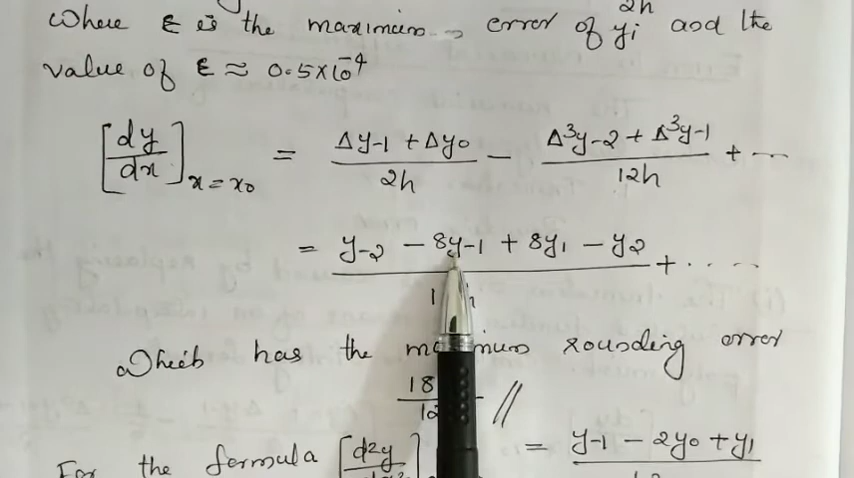 2h
where ε is the maximum error of yi and the
value of ε ≈ 0.5×10⁻⁴
[dy/dx]x=x0 = Δy-1 + Δy0 / 2h − Δ³y-2 + Δ³y-1 / 12h + ...
= y-2 − 8y-1 + 8y1 − y2 / 1 h + ....
which has the rounding error
18 / 12 //
For the formula [d²y = y-1 − 2y0 + y1